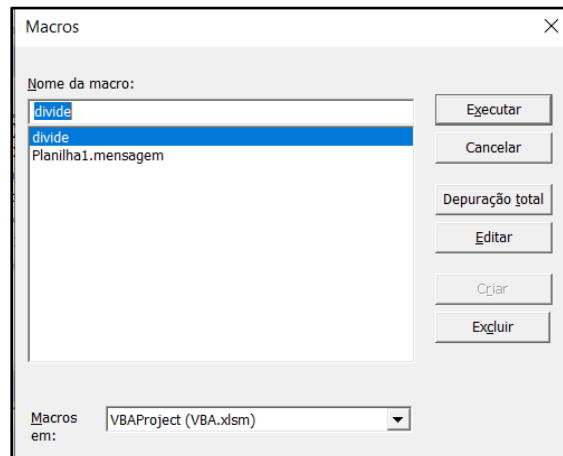 Macros
Nome da macro:
divide
divide
Planilha1.mensagem
Executar
Cancelar
Depuração total
Editar
Criar
Excluir
Macros em:
VBAProject (VBA.xlsm)